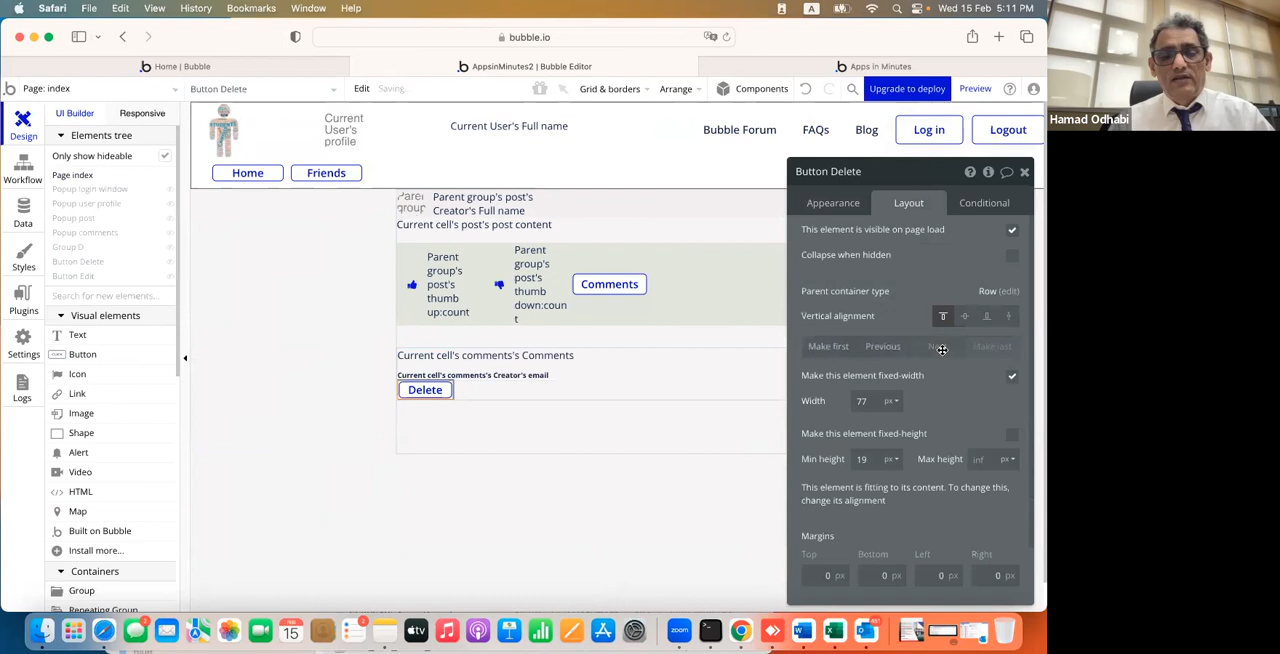 Safari File Edit View History Bookmarks Window Help
A
Wed 15 Feb 5:11 PM
bubble.io
Home | Bubble
AppsinMinutes2 | Bubble Editor
Apps in Minutes
Page: index
Button Delete
Edit
Saving...
Grid & borders
Arrange
Components
Upgrade to deploy
Preview
Design
Workflow
Data
Styles
Plugins
Settings
Logs
UI Builder
Responsive
Elements tree
Only show hideable
Page index
Popup login window
Popup user profile
Popup post
Popup comments
Group D
Button Delete
Button Edit
Search for new elements...
Visual elements
Text
Button
Icon
Link
Image
Shape
Alert
Video
HTML
Map
Built on Bubble
Install more...
Containers
Group
Repeating Group
Current
User's
profile
Current User's Full name
Bubble Forum
FAQs
Blog
Log in
Logout
Home
Friends
Parent group's post's
Creator's Full name
Current cell's post's post content
Parent
group's
post's
thumb
up:count
Parent
group's
post's
thumb
down:coun
t
Comments
Current cell's comments's Comments
Current cell's comments's Creator's email
Delete
Button Delete
Appearance
Layout
Conditional
This element is visible on page load
Collapse when hidden
Parent container type
Row (edit)
Vertical alignment
Make first
Previous
Make last
Make this element fixed-width
Width 77 px
Make this element fixed-height
Min height 19 px
Max height inf px
This element is fitting to its content. To change this,
change its alignment
Margins
Top Bottom Left Right
0 px 0 px 0 px 0 px
Hamad Odhabi
FEB
15
tv
zoom